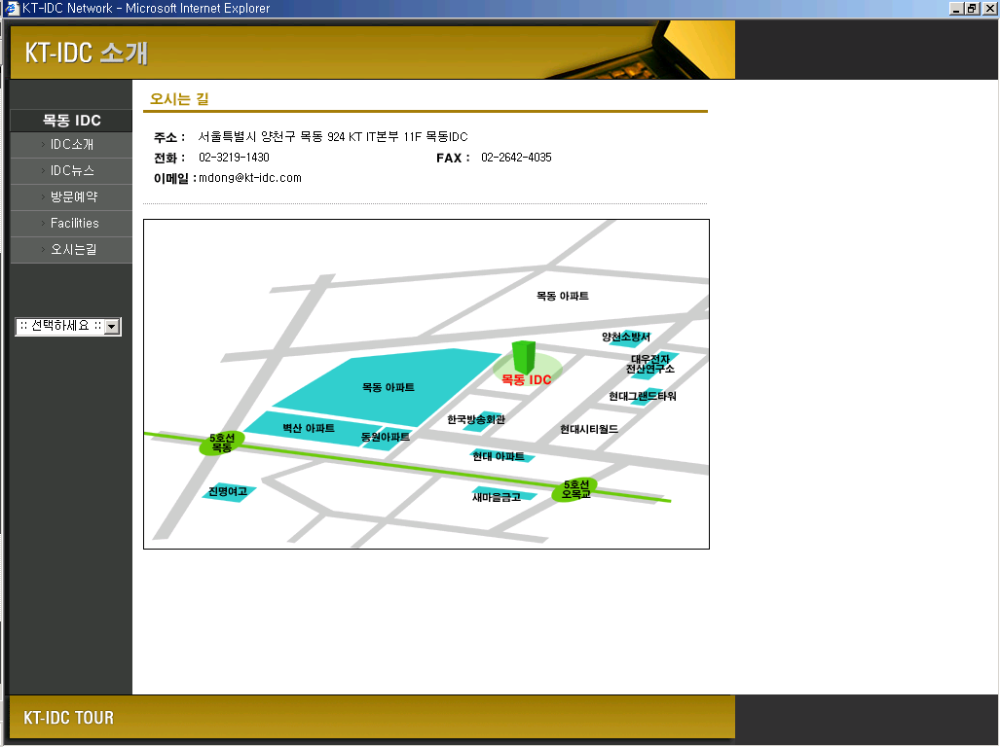 KT-IDC Network - Microsoft Internet Explorer
KT-IDC 소개
목동 IDC
IDC소개
IDC뉴스
방문예약
Facilities
오시는길
:: 선택하세요 ::
오시는 길
주소 : 서울특별시 양천구 목동 924 KT IT본부 11F 목동IDC
전화 : 02-3219-1430 FAX : 02-2642-4035
이메일 : mdong@kt-idc.com
목동 아파트
양천소방서
대우전자
전산연구소
목동 IDC
목동 아파트
현대그랜드타워
한국방송회관
벽산 아파트
동원아파트
현대시티월드
5호선
목동
현대 아파트
진명여고
새마을금고
5호선
오목교
KT-IDC TOUR